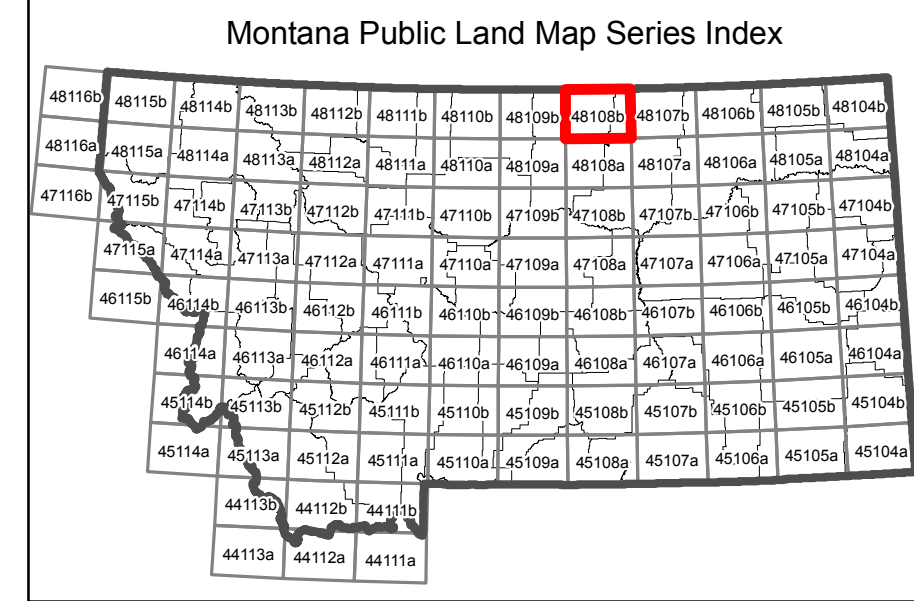 Montana Public Land Map Series Index
48116b 48115b 48114b 48113b 48112b 48111b 48110b 48109b 48108b 48107b 48106b 48105b 48104b
48116a 48115a 48114a 48113a 48112a 48111a 48110a 48109a 48108a 48107a 48106a 48105a 48104a
47116b 47115b 47114b 47113b 47112b 47111b 47110b 47109b 47108b 47107b 47106b 47105b 47104b
47115a 47114a 47113a 47112a 47111a 47110a 47109a 47108a 47107a 47106a 47105a 47104a
46115b 46114b 46113b 46112b 46111b 46110b 46109b 46108b 46107b 46106b 46105b 46104b
46114a 46113a 46112a 46111a 46110a 46109a 46108a 46107a 46106a 46105a 46104a
45114b 45113b 45112b 45111b 45110b 45109b 45108b 45107b 45106b 45105b 45104b
45114a 45113a 45112a 45111a 45110a 45109a 45108a 45107a 45106a 45105a 45104a
44113b 44112b 44111b
44113a 44112a 44111a